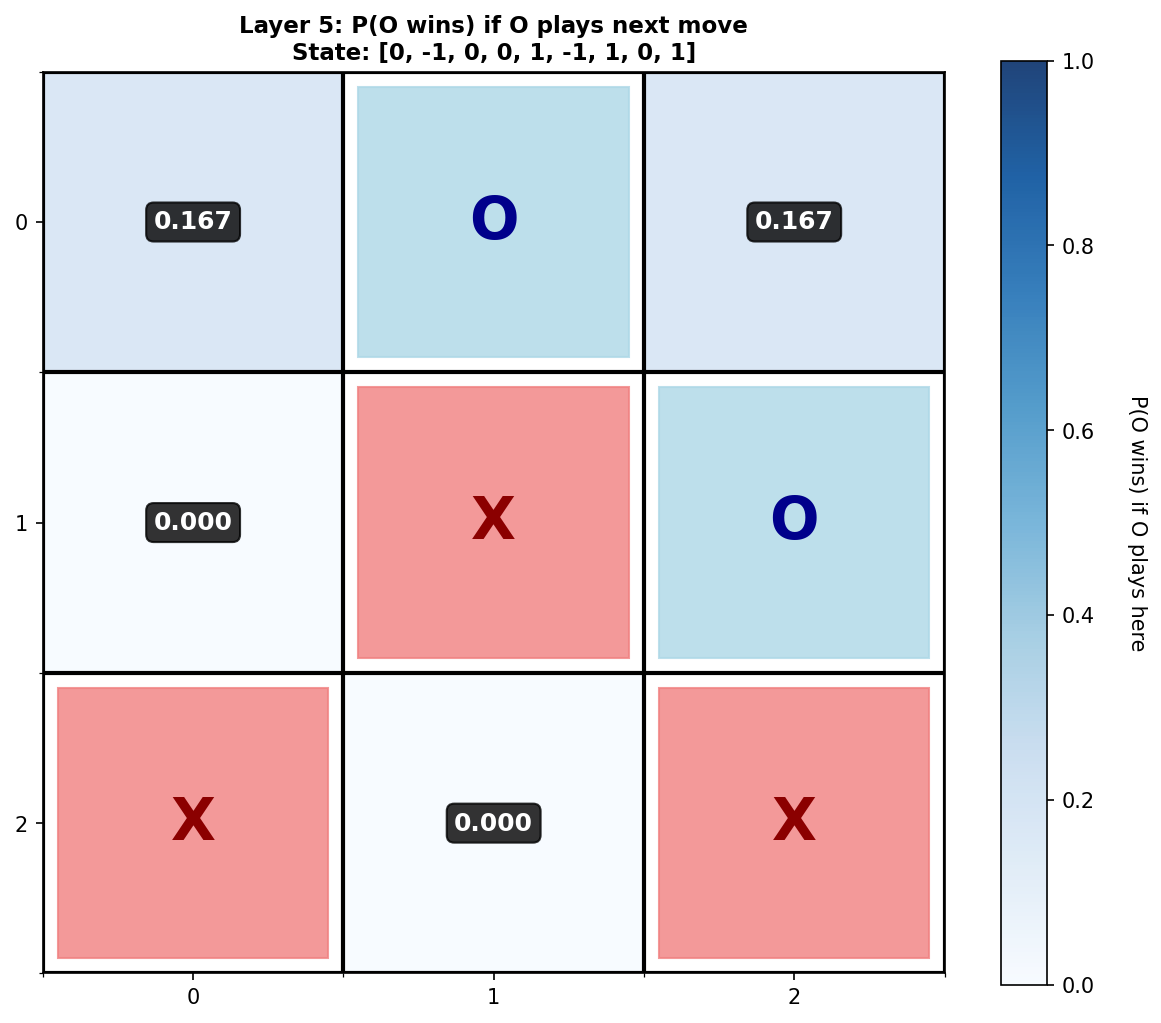 Layer 5: P(O wins) if O plays next move
State: [0, -1, 0, 0, 1, -1, 1, 0, 1]
0.167
O
0.167
0
0.000
X
O
1
X
0.000
X
2
0
1
2
1.0
0.8
0.6
0.4
0.2
0.0
P(O wins) if O plays here